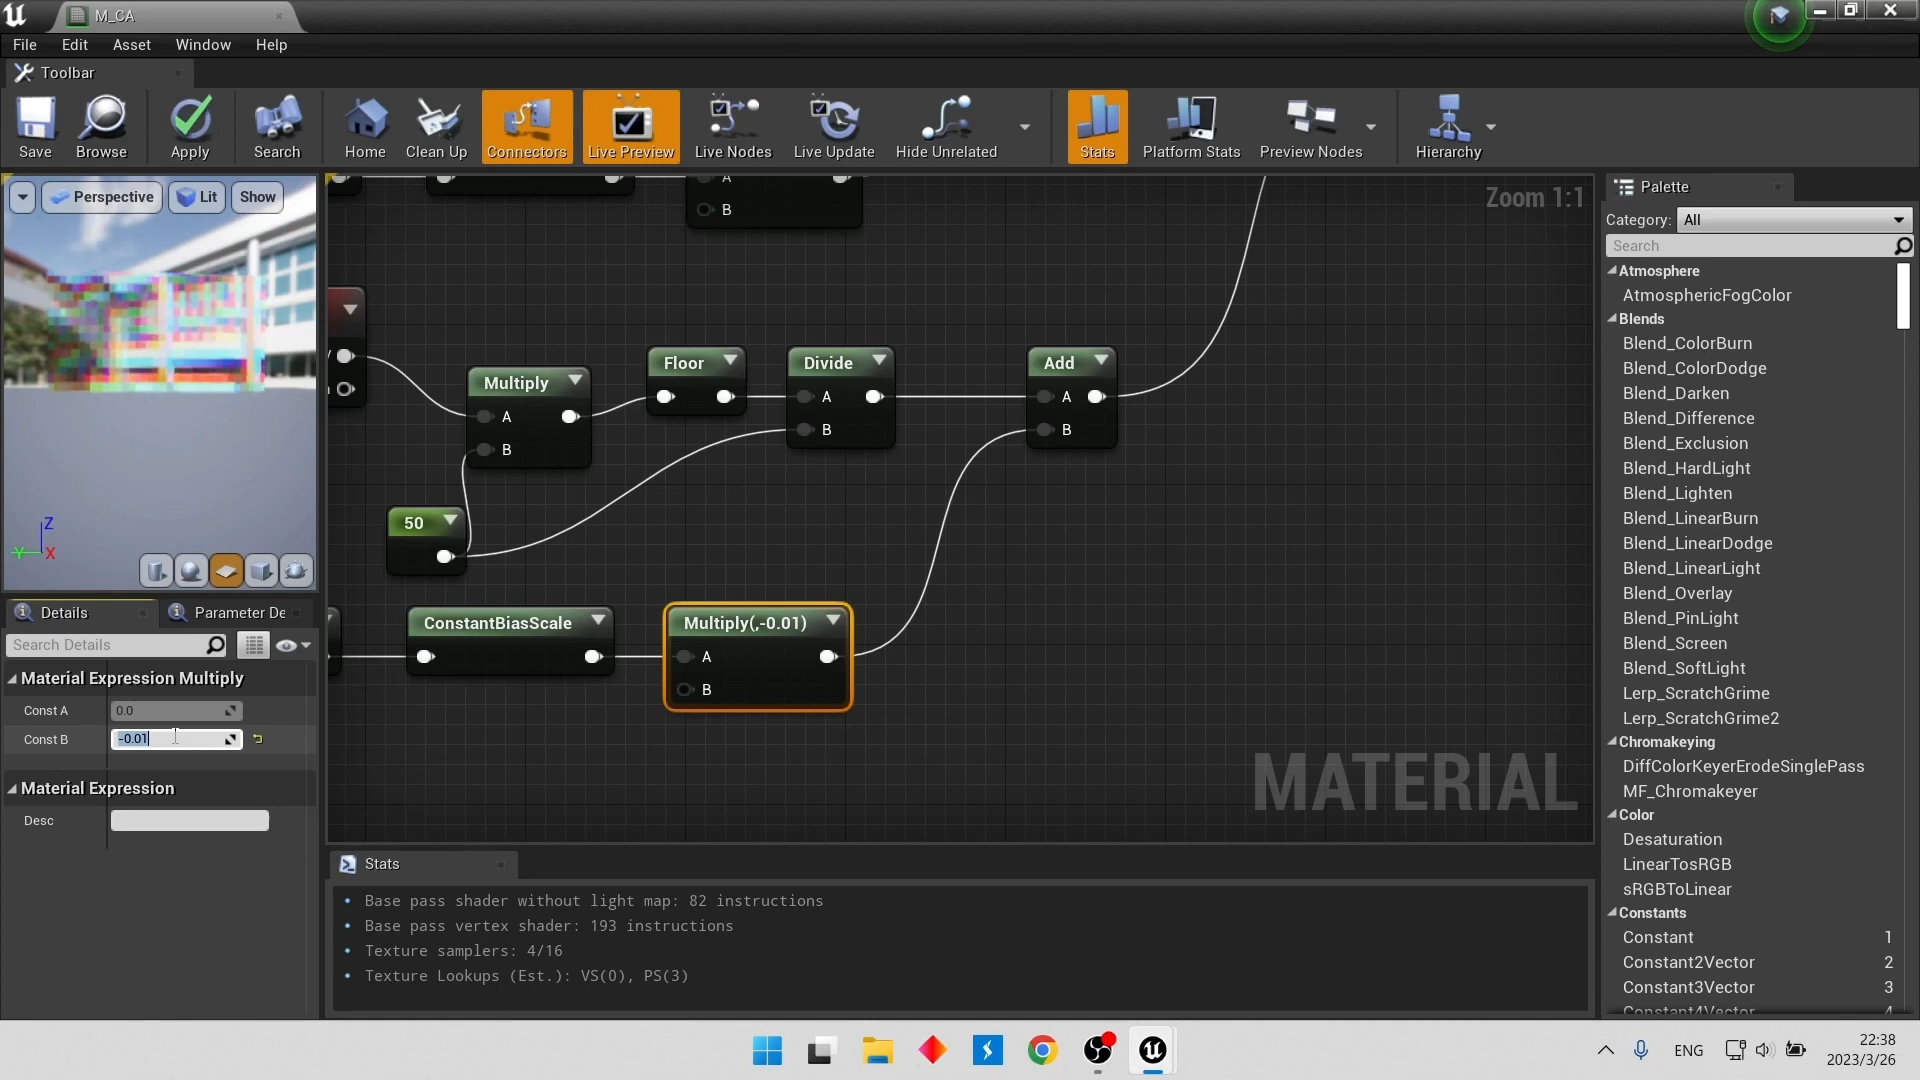 M_CA
File Edit Asset Window Help
Toolbar
Save Browse Apply Search Home Clean Up Connectors Live Preview Live Nodes Live Update Hide Unrelated Stats Platform Stats Preview Nodes Hierarchy
Perspective Lit Show
Zoom 1:1
A
B
Multiply
A
B
Floor
Divide
A
B
Add
A
B
50
ConstantBiasScale
Multiply(,-0.01)
A
B
MATERIAL
Z
Y X
Details Parameter De
Search Details
Material Expression Multiply
Const A 0.0
Const B -0.01
Material Expression
Desc
Stats
• Base pass shader without light map: 82 instructions
• Base pass vertex shader: 193 instructions
• Texture samplers: 4/16
• Texture Lookups (Est.): VS(0), PS(3)
Palette
Category: All
Search
Atmosphere
AtmosphericFogColor
Blends
Blend_ColorBurn
Blend_ColorDodge
Blend_Darken
Blend_Difference
Blend_Exclusion
Blend_HardLight
Blend_Lighten
Blend_LinearBurn
Blend_LinearDodge
Blend_LinearLight
Blend_Overlay
Blend_PinLight
Blend_Screen
Blend_SoftLight
Lerp_ScratchGrime
Lerp_ScratchGrime2
Chromakeying
DiffColorKeyerErodeSinglePass
MF_Chromakeyer
Color
Desaturation
LinearTosRGB
sRGBToLinear
Constants
Constant 1
Constant2Vector 2
Constant3Vector 3
Constant4Vector 4
ENG
22:38
2023/3/26